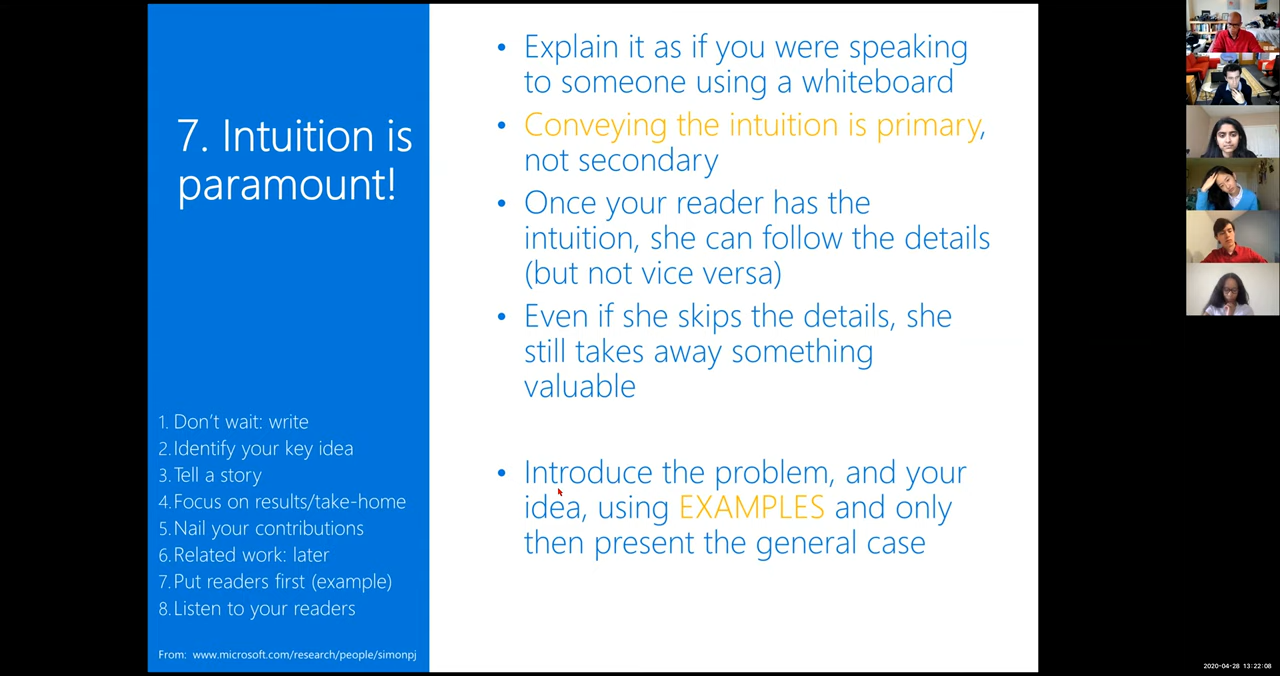 7. Intuition is
paramount!
1. Don't wait: write
2. Identify your key idea
3. Tell a story
4. Focus on results/take-home
5. Nail your contributions
6. Related work: later
7. Put readers first (example)
8. Listen to your readers
From: www.microsoft.com/research/people/simonpj
• Explain it as if you were speaking
to someone using a whiteboard
• Conveying the intuition is primary,
not secondary
• Once your reader has the
intuition, she can follow the details
(but not vice versa)
• Even if she skips the details, she
still takes away something
valuable
• Introduce the problem, and your
idea, using EXAMPLES and only
then present the general case
2020-04-28 13:22:08